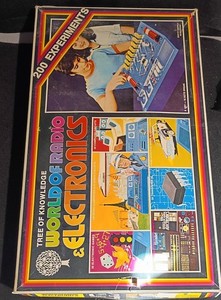 200 EXPERIMENTS
TREE OF KNOWLEDGE
WORLD OF RADIO
& ELECTRONICS